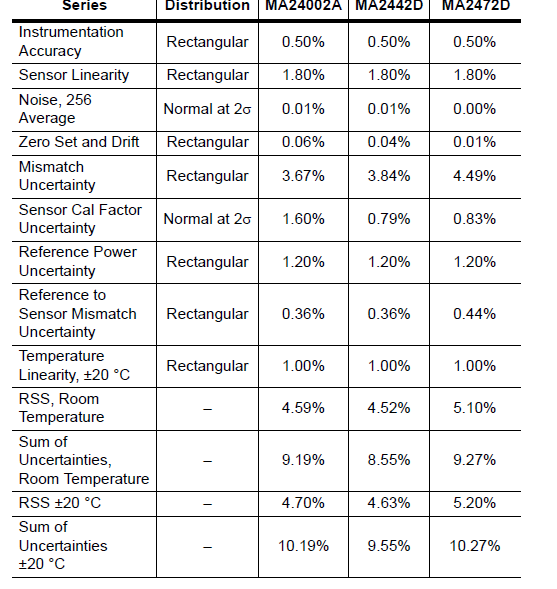 Series Distribution MA24002A MA2442D MA2472D
Instrumentation
Accuracy Rectangular 0.50% 0.50% 0.50%
Sensor Linearity Rectangular 1.80% 1.80% 1.80%
Noise, 256
Average Normal at 2σ 0.01% 0.01% 0.00%
Zero Set and Drift Rectangular 0.06% 0.04% 0.01%
Mismatch
Uncertainty Rectangular 3.67% 3.84% 4.49%
Sensor Cal Factor
Uncertainty Normal at 2σ 1.60% 0.79% 0.83%
Reference Power
Uncertainty Rectangular 1.20% 1.20% 1.20%
Reference to
Sensor Mismatch Rectangular 0.36% 0.36% 0.44%
Uncertainty
Temperature
Linearity, ±20 °C Rectangular 1.00% 1.00% 1.00%
RSS, Room
Temperature – 4.59% 4.52% 5.10%
Sum of
Uncertainties, – 9.19% 8.55% 9.27%
Room Temperature
RSS ±20 °C – 4.70% 4.63% 5.20%
Sum of
Uncertainties – 10.19% 9.55% 10.27%
±20 °C